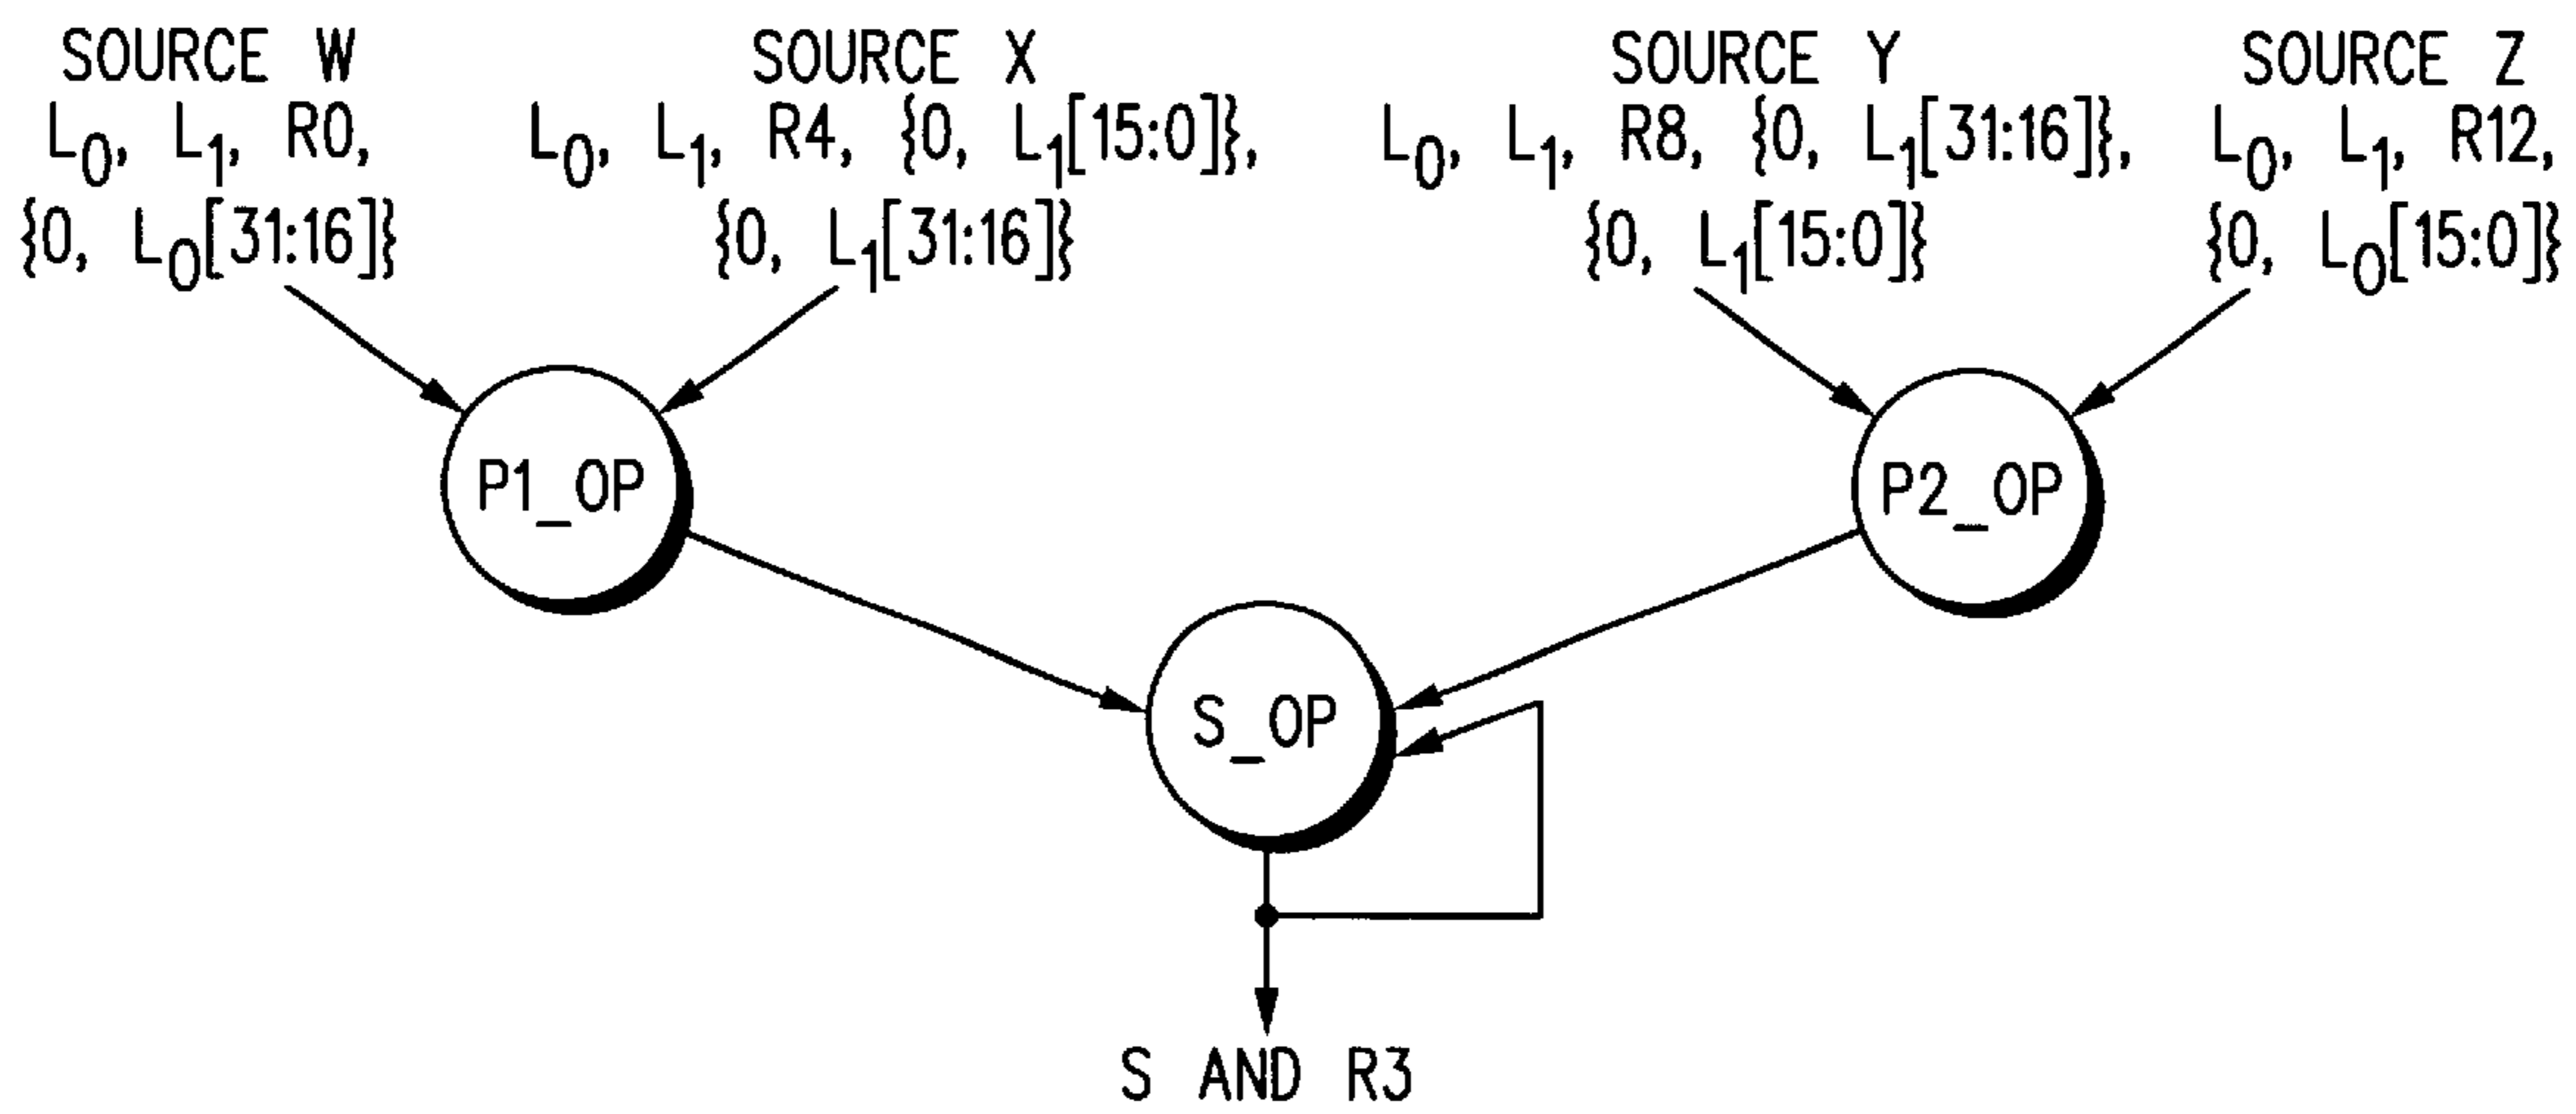 SOURCE W
L0, L1, R0,
{0, L0[31:16]}
SOURCE X
L0, L1, R4, {0, L1[15:0]},
{0, L1[31:16]}
SOURCE Y
L0, L1, R8, {0, L1[31:16]},
{0, L1[15:0]}
SOURCE Z
L0, L1, R12,
{0, L0[15:0]}
P1_OP
P2_OP
S_OP
S AND R3